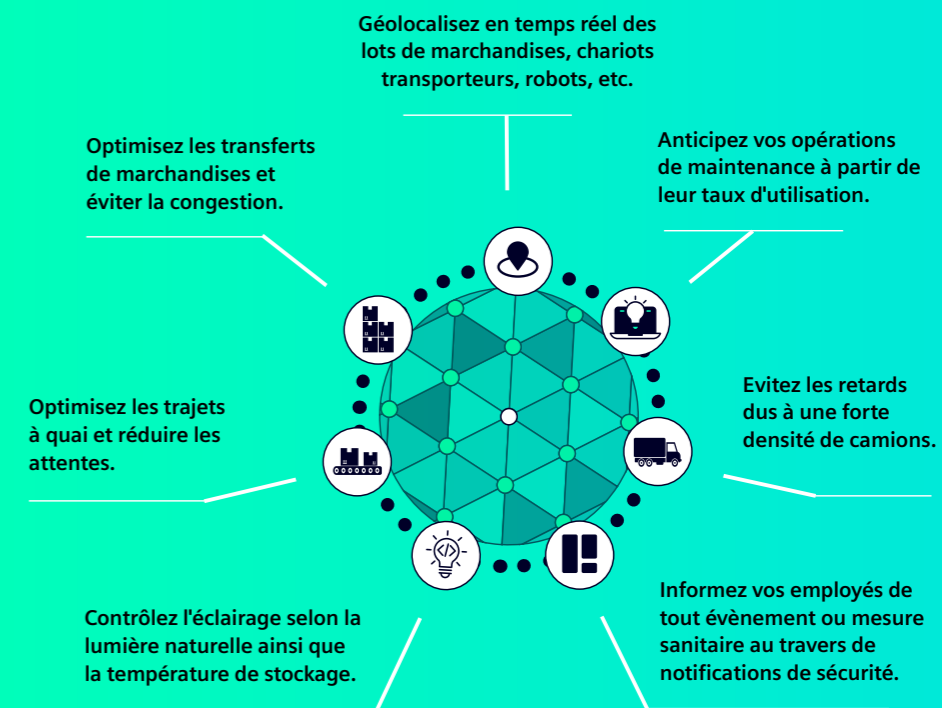 Géolocalisez en temps réel des
lots de marchandises, chariots
transporteurs, robots, etc.
Optimisez les transferts
de marchandises et
éviter la congestion.
Anticipez vos opérations
de maintenance à partir de
leur taux d'utilisation.
Optimisez les trajets
à quai et réduire les
attentes.
Evitez les retards
dus à une forte
densité de camions.
Contrôlez l'éclairage selon la
lumière naturelle ainsi que
la température de stockage.
Informez vos employés de
tout évènement ou mesure
sanitaire au travers de
notifications de sécurité.